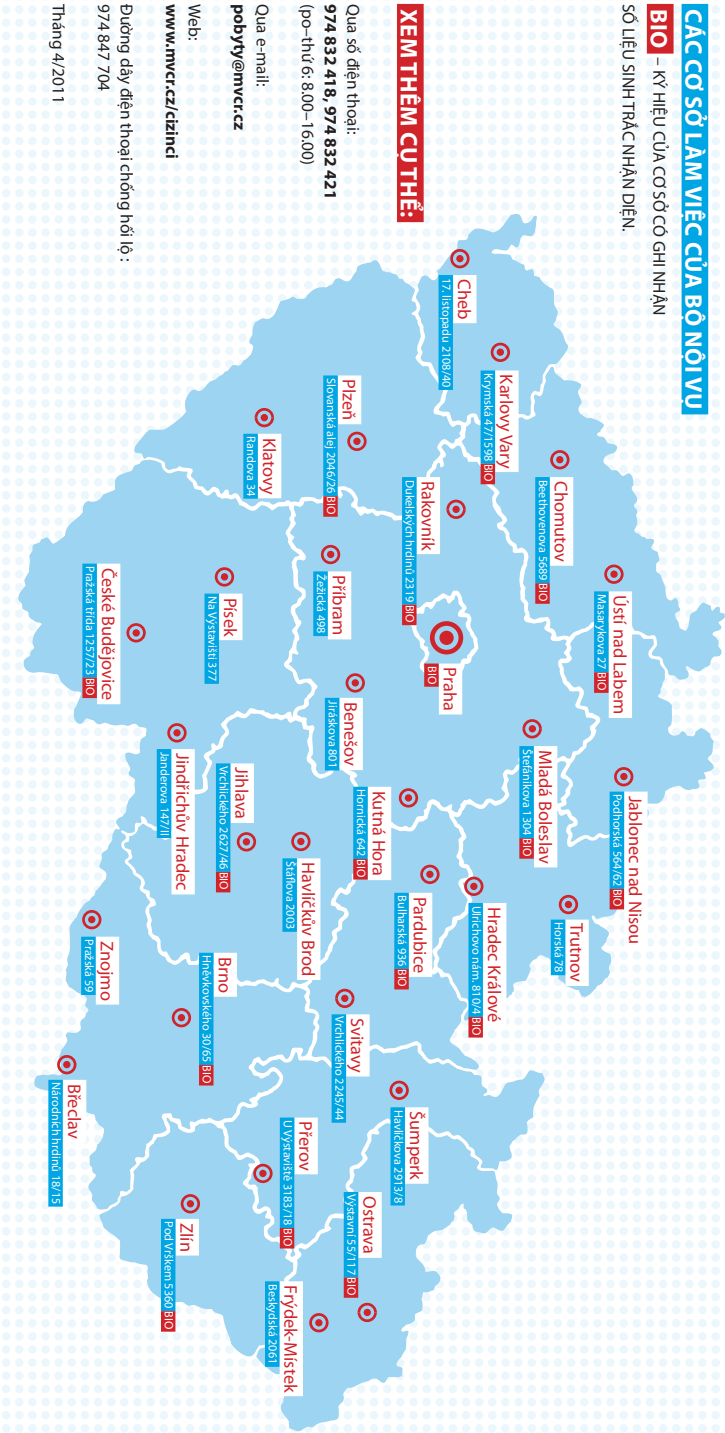 CÁC CƠ SỞ LÀM VIỆC CỦA BỘ NỘI VỤ
BIO – KÝ HIỆU CỦA CƠ SỞ CÓ GHI NHẬN
SỐ LIỆU SINH TRẮC NHẬN DIỆN.
XEM THÊM CỤ THỂ:
Qua số điện thoại:
974 832 418, 974 832 421
(po–thứ 6: 8.00–16.00)
Qua e-mail:
pobyty@mvcr.cz
Web:
www.mvcr.cz/cizinci
Đường dây điện thoại chống hối lộ :
974 847 704
Tháng 4/2011
Cheb
17. listopadu 2108/40
Karlovy Vary
Krymská 47/1598 BIO
Chomutov
Beethovenova 5689 BIO
Ústí nad Labem
Masarykova 27 BIO
Jablonec nad Nisou
Podhorská 564/62 BIO
Mladá Boleslav
Štefánikova 1304 BIO
Trutnov
Horská 78
Hradec Králové
Ulrichovo nám. 810/4 BIO
Pardubice
Bulharská 936 BIO
Praha
BIO
Rakovník
Dukelských hrdinů 2319 BIO
Plzeň
Slovanská alej 2046/26 BIO
Klatovy
Randova 34
Příbram
Žežická 498
Benešov
Jiráskova 801
Kutná Hora
Hornická 642 BIO
Písek
Na Výstavišti 377
České Budějovice
Pražská třída 1257/23 BIO
Jindřichův Hradec
Janderova 147/II
Jihlava
Vrchlického 2627/46 BIO
Havlíčkův Brod
Štáflova 2003
Svitavy
Vrchlického 2245/44
Šumperk
Havlíčkova 2913/8
Ostrava
Výstavní 55/117 BIO
Frýdek-Místek
Beskydská 2061
Přerov
U Výstaviště 3183/18 BIO
Zlín
Pod Vrškem 5360 BIO
Brno
Hněvkovského 30/65 BIO
Znojmo
Pražská 59
Břeclav
Národních hrdinů 18/15